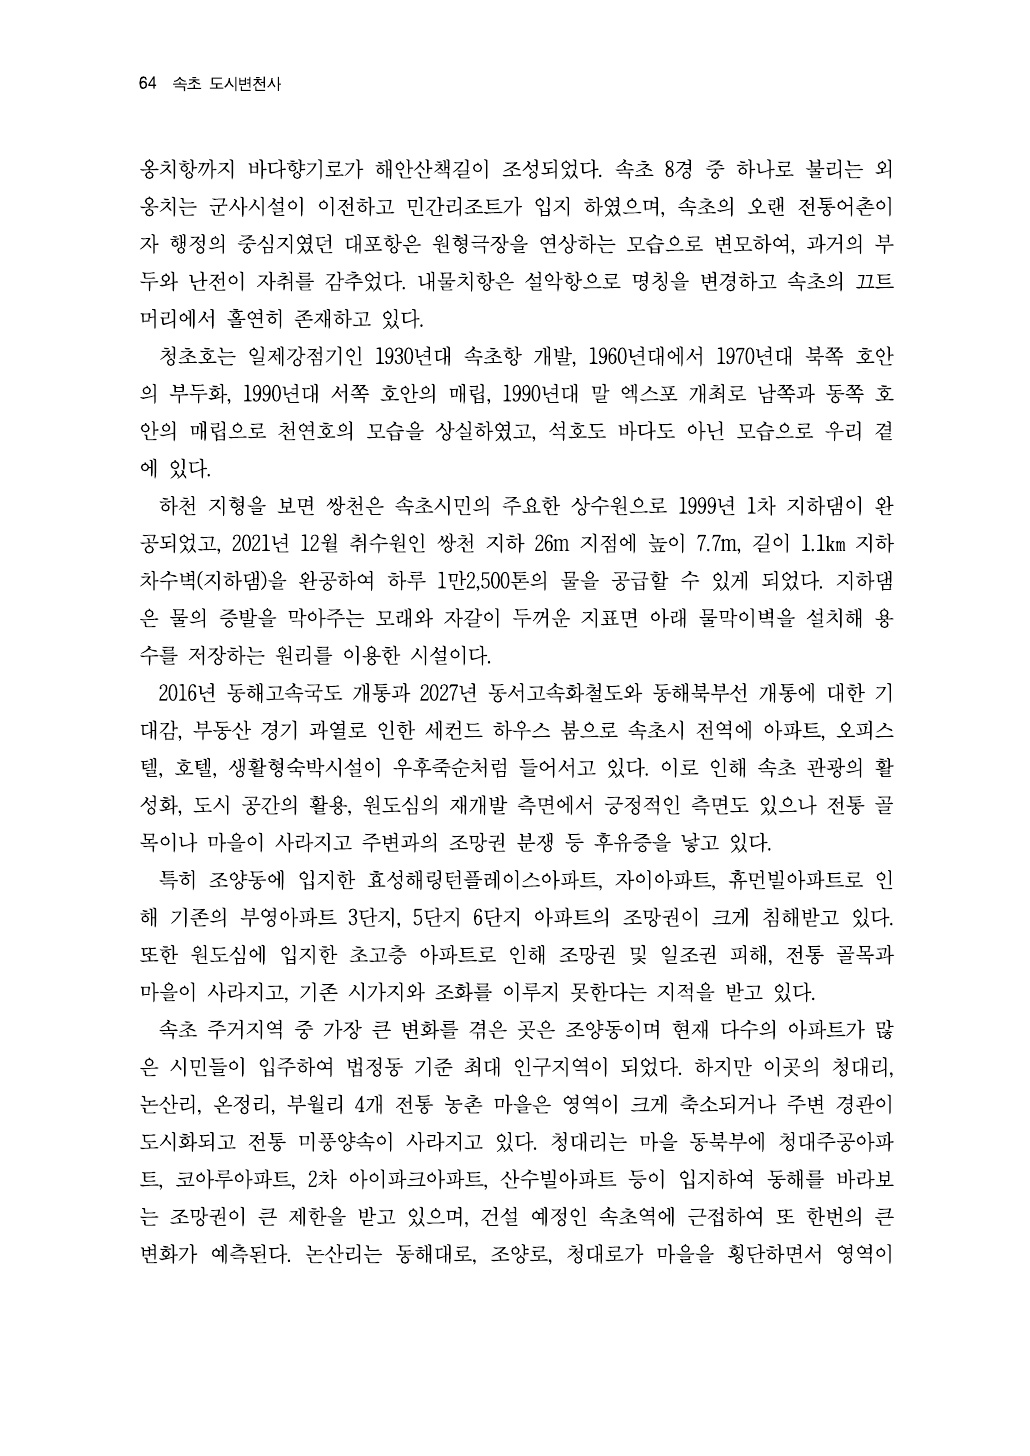 64 속초 도시변천사
옹치항까지 바다향기로가 해안산책길이 조성되었다. 속초 8경 중 하나로 불리는 외
옹치는 군사시설이 이전하고 민간리조트가 입지 하였으며, 속초의 오랜 전통어촌이
자 행정의 중심지였던 대포항은 원형극장을 연상하는 모습으로 변모하여, 과거의 부
두와 난전이 자취를 감추었다. 내물치항은 설악항으로 명칭을 변경하고 속초의 끄트
머리에서 홀연히 존재하고 있다.
청초호는 일제강점기인 1930년대 속초항 개발, 1960년대에서 1970년대 북쪽 호안
의 부두화, 1990년대 서쪽 호안의 매립, 1990년대 말 엑스포 개최로 남쪽과 동쪽 호
안의 매립으로 천연호의 모습을 상실하였고, 석호도 바다도 아닌 모습으로 우리 곁
에 있다.
하천 지형을 보면 쌍천은 속초시민의 주요한 상수원으로 1999년 1차 지하댐이 완
공되었고, 2021년 12월 취수원인 쌍천 지하 26m 지점에 높이 7.7m, 길이 1.1km 지하
차수벽(지하댐)을 완공하여 하루 1만2,500톤의 물을 공급할 수 있게 되었다. 지하댐
은 물의 증발을 막아주는 모래와 자갈이 두꺼운 지표면 아래 물막이벽을 설치해 용
수를 저장하는 원리를 이용한 시설이다.
2016년 동해고속국도 개통과 2027년 동서고속화철도와 동해북부선 개통에 대한 기
대감, 부동산 경기 과열로 인한 세컨드 하우스 붐으로 속초시 전역에 아파트, 오피스
텔, 호텔, 생활형숙박시설이 우후죽순처럼 들어서고 있다. 이로 인해 속초 관광의 활
성화, 도시 공간의 활용, 원도심의 재개발 측면에서 긍정적인 측면도 있으나 전통 골
목이나 마을이 사라지고 주변과의 조망권 분쟁 등 후유증을 낳고 있다.
특히 조양동에 입지한 효성해링턴플레이스아파트, 자이아파트, 휴먼빌아파트로 인
해 기존의 부영아파트 3단지, 5단지 6단지 아파트의 조망권이 크게 침해받고 있다.
또한 원도심에 입지한 초고층 아파트로 인해 조망권 및 일조권 피해, 전통 골목과
마을이 사라지고, 기존 시가지와 조화를 이루지 못한다는 지적을 받고 있다.
속초 주거지역 중 가장 큰 변화를 겪은 곳은 조양동이며 현재 다수의 아파트가 많
은 시민들이 입주하여 법정동 기준 최대 인구지역이 되었다. 하지만 이곳의 청대리,
논산리, 온정리, 부월리 4개 전통 농촌 마을은 영역이 크게 축소되거나 주변 경관이
도시화되고 전통 미풍양속이 사라지고 있다. 청대리는 마을 동북부에 청대주공아파
트, 코아루아파트, 2차 아이파크아파트, 산수빌아파트 등이 입지하여 동해를 바라보
는 조망권이 큰 제한을 받고 있으며, 건설 예정인 속초역에 근접하여 또 한번의 큰
변화가 예측된다. 논산리는 동해대로, 조양로, 청대로가 마을을 횡단하면서 영역이